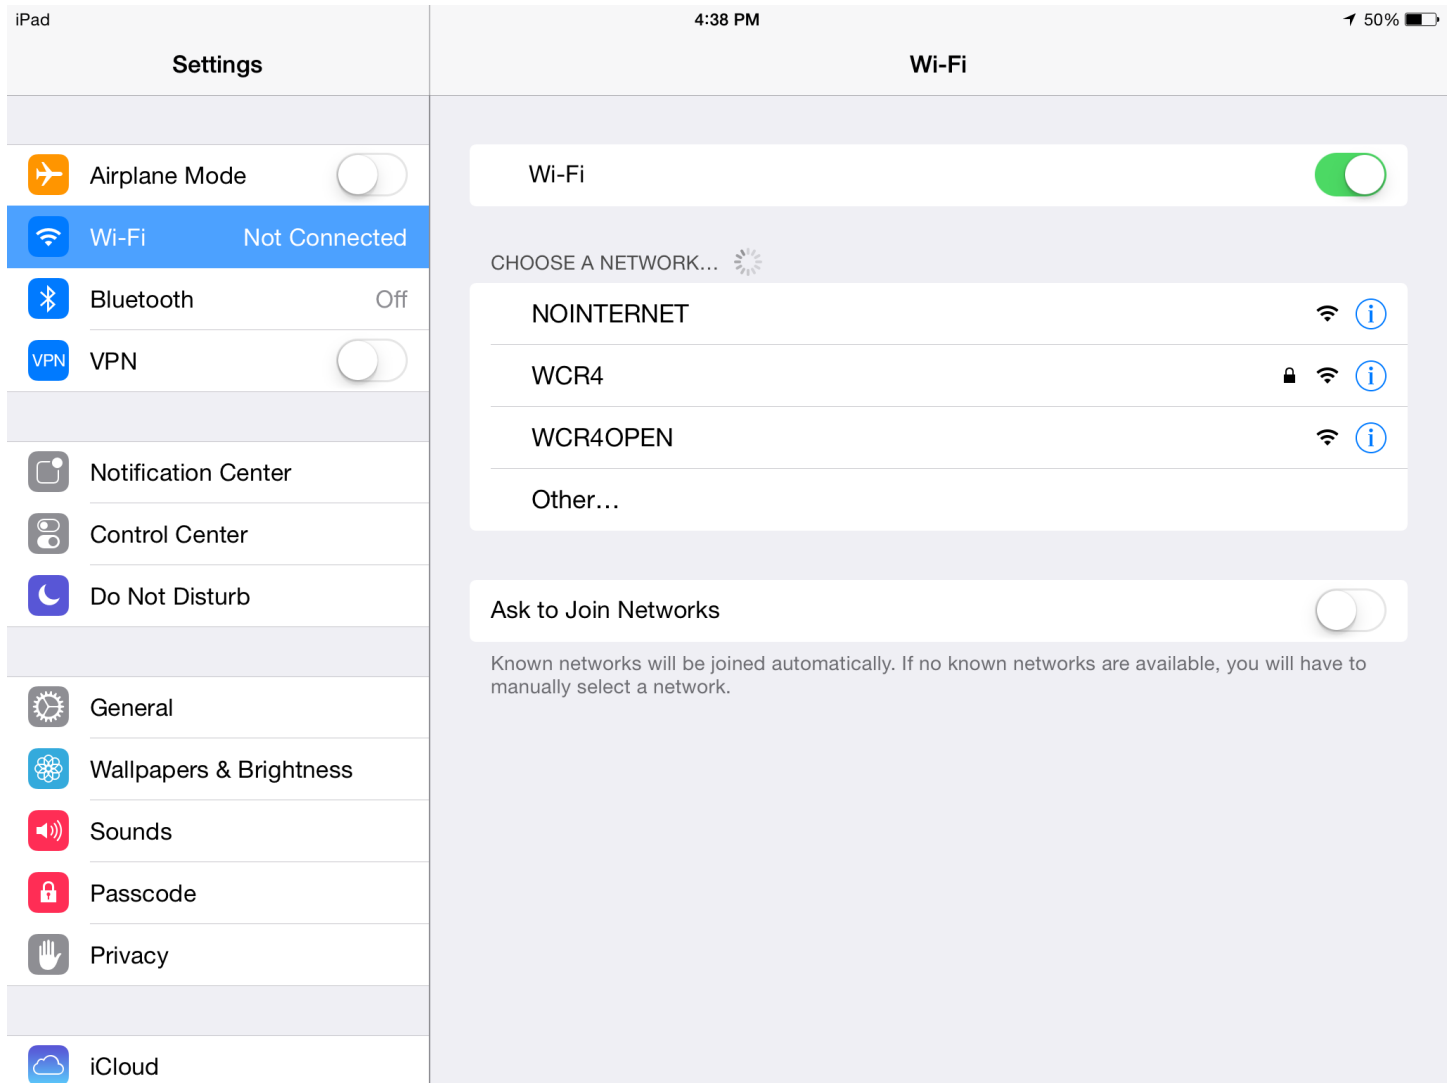 iPad
4:38 PM
50%
Settings
Wi-Fi
Airplane Mode
Wi-Fi Not Connected
Bluetooth Off
VPN VPN
Notification Center
Control Center
Do Not Disturb
General
Wallpapers & Brightness
Sounds
Passcode
Privacy
iCloud
Wi-Fi
CHOOSE A NETWORK...
NOINTERNET
WCR4
WCR4OPEN
Other...
Ask to Join Networks
Known networks will be joined automatically. If no known networks are available, you will have to
manually select a network.